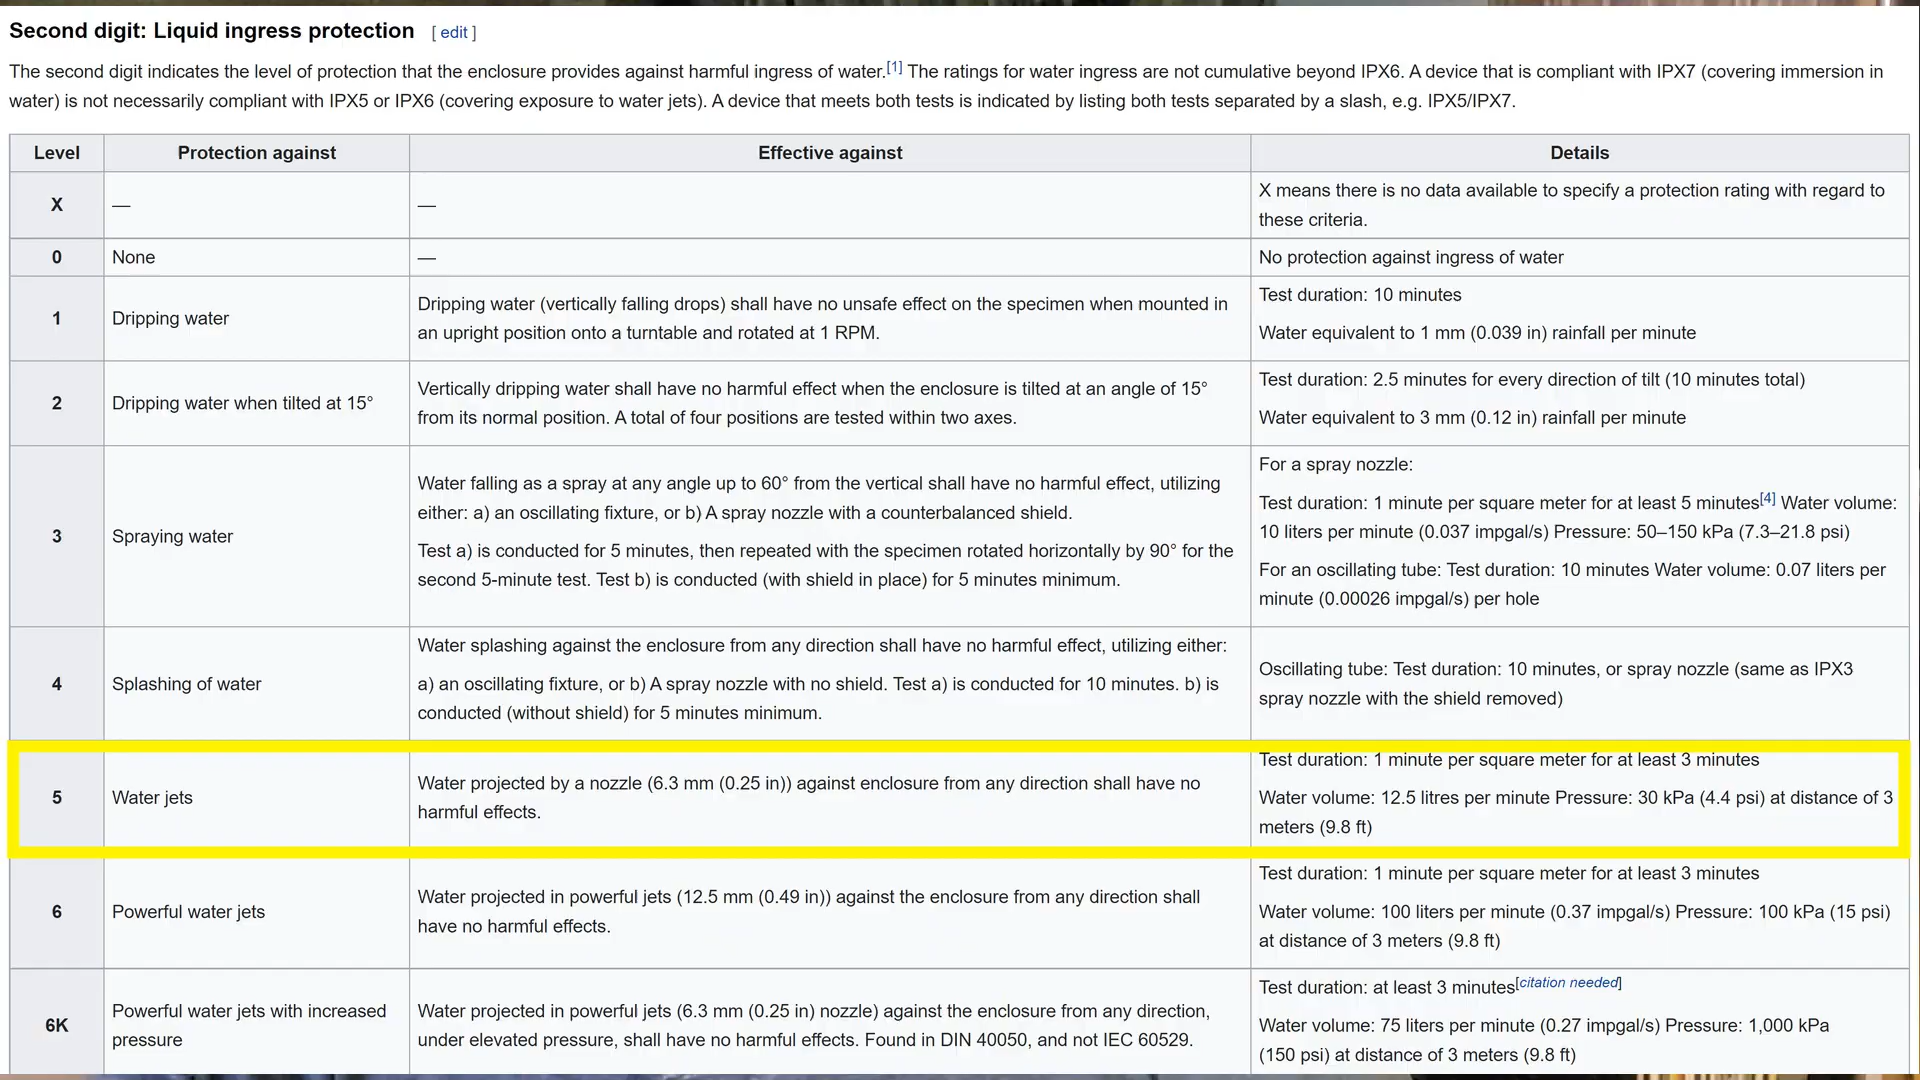 Second digit: Liquid ingress protection [ edit ]
The second digit indicates the level of protection that the enclosure provides against harmful ingress of water.[1] The ratings for water ingress are not cumulative beyond IPX6. A device that is compliant with IPX7 (covering immersion in
water) is not necessarily compliant with IPX5 or IPX6 (covering exposure to water jets). A device that meets both tests is indicated by listing both tests separated by a slash, e.g. IPX5/IPX7.
Level Protection against Effective against Details
X — — X means there is no data available to specify a protection rating with regard to
these criteria.
0 None — No protection against ingress of water
1 Dripping water
Dripping water (vertically falling drops) shall have no unsafe effect on the specimen when mounted in
an upright position onto a turntable and rotated at 1 RPM.
Test duration: 10 minutes
Water equivalent to 1 mm (0.039 in) rainfall per minute
2 Dripping water when tilted at 15°
Vertically dripping water shall have no harmful effect when the enclosure is tilted at an angle of 15°
from its normal position. A total of four positions are tested within two axes.
Test duration: 2.5 minutes for every direction of tilt (10 minutes total)
Water equivalent to 3 mm (0.12 in) rainfall per minute
3 Spraying water
Water falling as a spray at any angle up to 60° from the vertical shall have no harmful effect, utilizing
either: a) an oscillating fixture, or b) A spray nozzle with a counterbalanced shield.
Test a) is conducted for 5 minutes, then repeated with the specimen rotated horizontally by 90° for the
second 5-minute test. Test b) is conducted (with shield in place) for 5 minutes minimum.
For a spray nozzle:
Test duration: 1 minute per square meter for at least 5 minutes[4] Water volume:
10 liters per minute (0.037 impgal/s) Pressure: 50–150 kPa (7.3–21.8 psi)
For an oscillating tube: Test duration: 10 minutes Water volume: 0.07 liters per
minute (0.00026 impgal/s) per hole
4 Splashing of water
Water splashing against the enclosure from any direction shall have no harmful effect, utilizing either:
a) an oscillating fixture, or b) A spray nozzle with no shield. Test a) is conducted for 10 minutes. b) is
conducted (without shield) for 5 minutes minimum.
Oscillating tube: Test duration: 10 minutes, or spray nozzle (same as IPX3
spray nozzle with the shield removed)
5 Water jets
Water projected by a nozzle (6.3 mm (0.25 in)) against enclosure from any direction shall have no
harmful effects.
Test duration: 1 minute per square meter for at least 3 minutes
Water volume: 12.5 litres per minute Pressure: 30 kPa (4.4 psi) at distance of 3
meters (9.8 ft)
6 Powerful water jets
Water projected in powerful jets (12.5 mm (0.49 in)) against the enclosure from any direction shall
have no harmful effects.
Test duration: 1 minute per square meter for at least 3 minutes
Water volume: 100 liters per minute (0.37 impgal/s) Pressure: 100 kPa (15 psi)
at distance of 3 meters (9.8 ft)
6K Powerful water jets with increased
pressure
Water projected in powerful jets (6.3 mm (0.25 in) nozzle) against the enclosure from any direction,
under elevated pressure, shall have no harmful effects. Found in DIN 40050, and not IEC 60529.
Test duration: at least 3 minutes[citation needed]
Water volume: 75 liters per minute (0.27 impgal/s) Pressure: 1,000 kPa
(150 psi) at distance of 3 meters (9.8 ft)